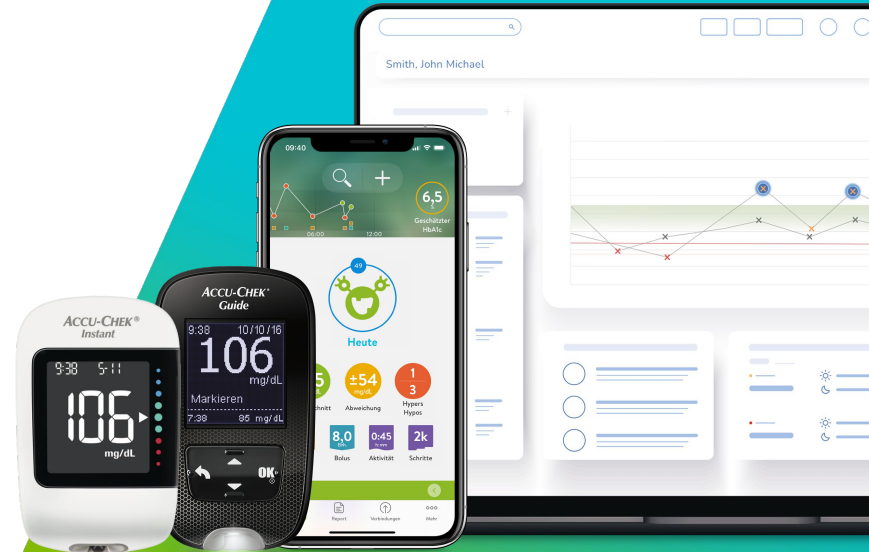 Smith, John Michael
09:40
6,5
%
Geschätzter
HbA1c
06:00
12:00
49
Heute
5
±54
mg/dL
1
3
chnitt
Abweichung
Hypers
Hypos
8,0
0:45
2k
Bolus
Aktivität
Schritte
Report
Verbindungen
Mehr
ACCU-CHEK®
Guide
9:38
10/10/16
106
mg/dL
Markieren
7:38
85 mg/dL
OK
ACCU-CHEK®
Instant
9:38
5-11
106
mg/dL